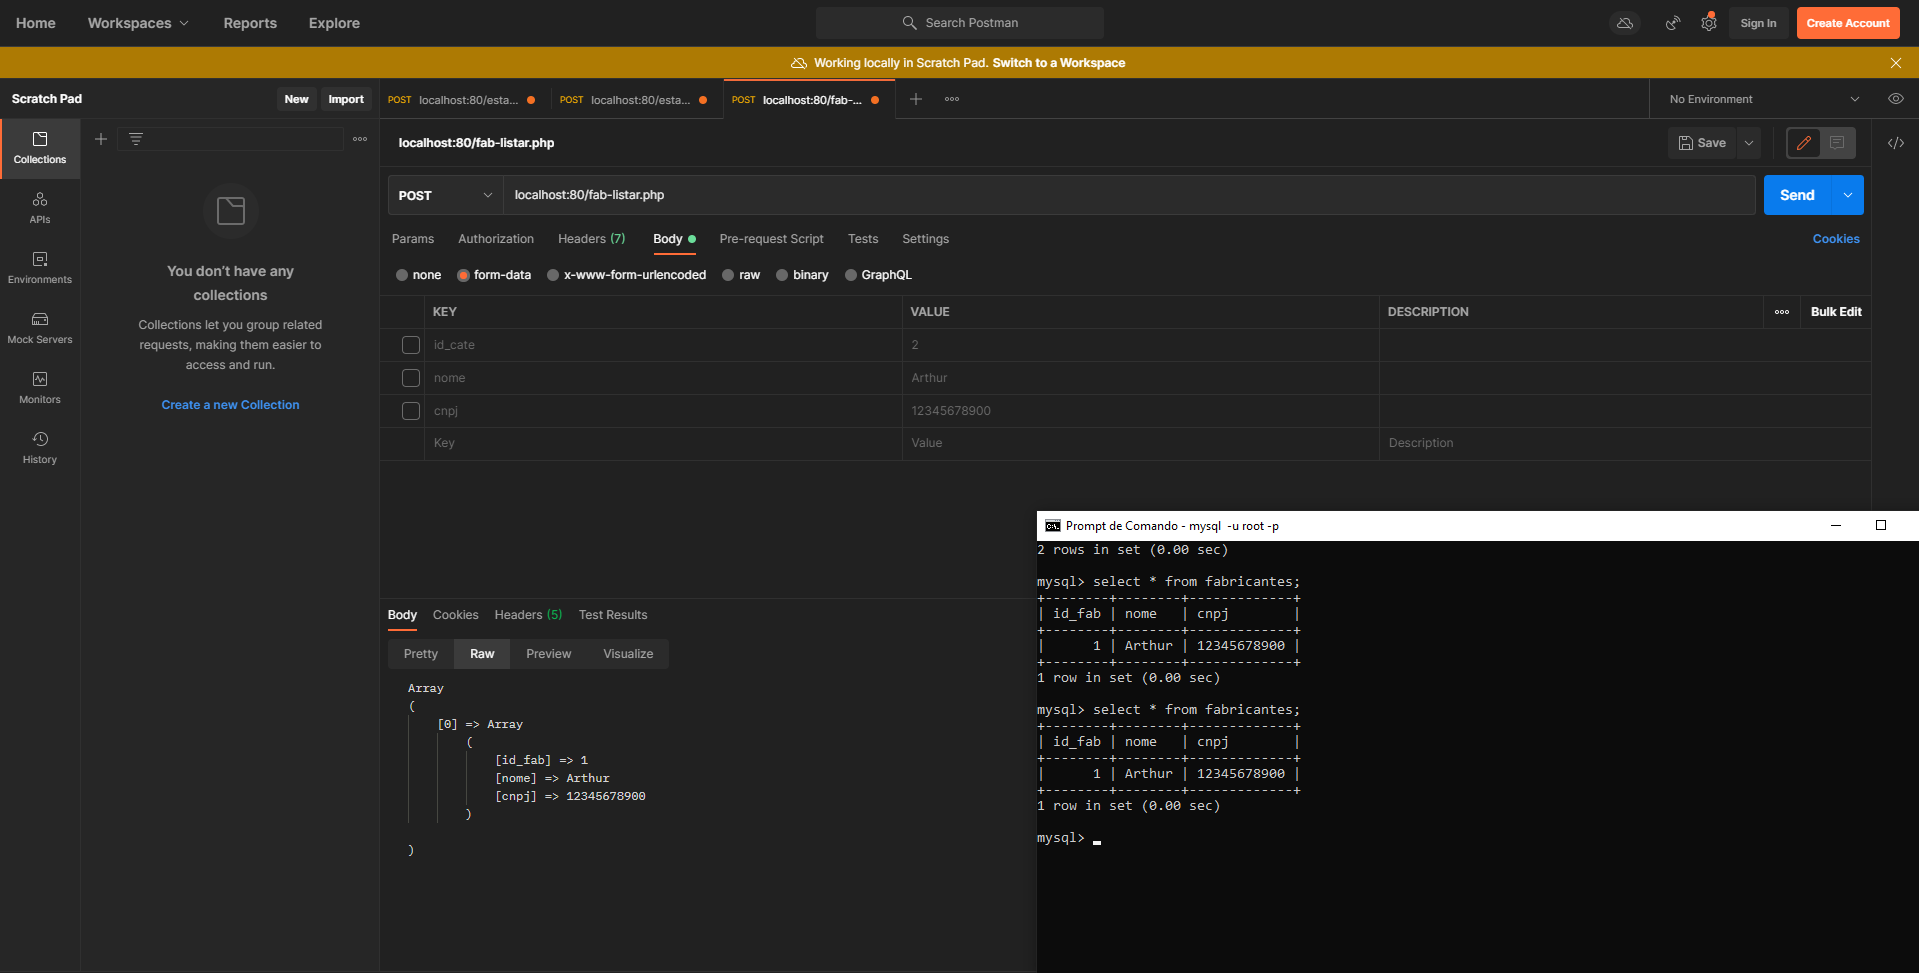 Home Workspaces Reports Explore Search Postman Sign In Create Account
Working locally in Scratch Pad. Switch to a Workspace
Scratch Pad New Import
POST localhost:80/esta... POST localhost:80/esta... POST localhost:80/fab-... No Environment
Collections
APIs
Environments
Mock Servers
Monitors
History
You don't have any
collections
Collections let you group related
requests, making them easier to
access and run.
Create a new Collection
localhost:80/fab-listar.php Save
POST localhost:80/fab-listar.php Send
Params Authorization Headers (7) Body Pre-request Script Tests Settings Cookies
none form-data x-www-form-urlencoded raw binary GraphQL
KEY VALUE DESCRIPTION Bulk Edit
id_cate 2
nome Arthur
cnpj 12345678900
Key Value Description
Body Cookies Headers (5) Test Results
Pretty Raw Preview Visualize
Array
(
[0] => Array
(
[id_fab] => 1
[nome] => Arthur
[cnpj] => 12345678900
)
)
C:\. Prompt de Comando - mysql -u root -p
2 rows in set (0.00 sec)
mysql> select * from fabricantes;
+--------+--------+-------------+
| id_fab | nome   | cnpj        |
+--------+--------+-------------+
|      1 | Arthur | 12345678900 |
+--------+--------+-------------+
1 row in set (0.00 sec)
mysql> select * from fabricantes;
+--------+--------+-------------+
| id_fab | nome   | cnpj        |
+--------+--------+-------------+
|      1 | Arthur | 12345678900 |
+--------+--------+-------------+
1 row in set (0.00 sec)
mysql>